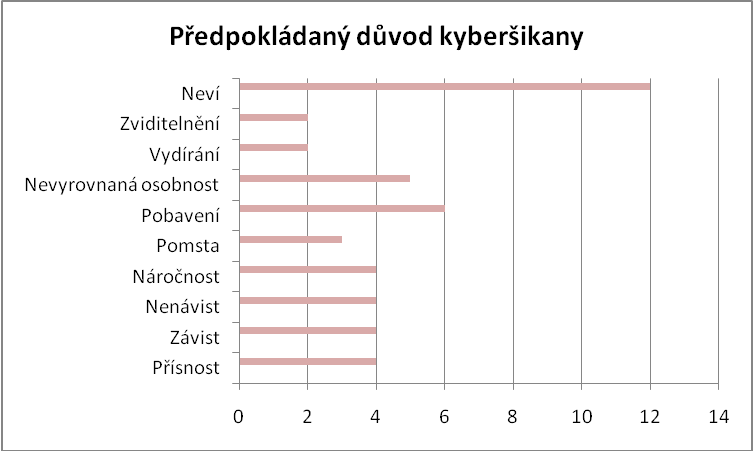 Předpokládaný důvod kyberšikany
Neví
Zviditelnění
Vydírání
Nevyrovnaná osobnost
Pobavení
Pomsta
Náročnost
Nenávist
Závist
Přísnost
0 2 4 6 8 10 12 14